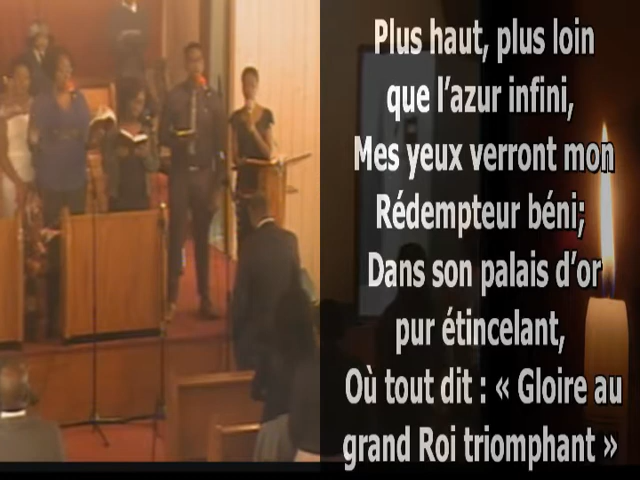 Plus haut, plus loin
que l'azur infini,
Mes yeux verront mon
Rédempteur béni;
Dans son palais d'or
pur étincelant,
Où tout dit : « Gloire au
grand Roi triomphant »